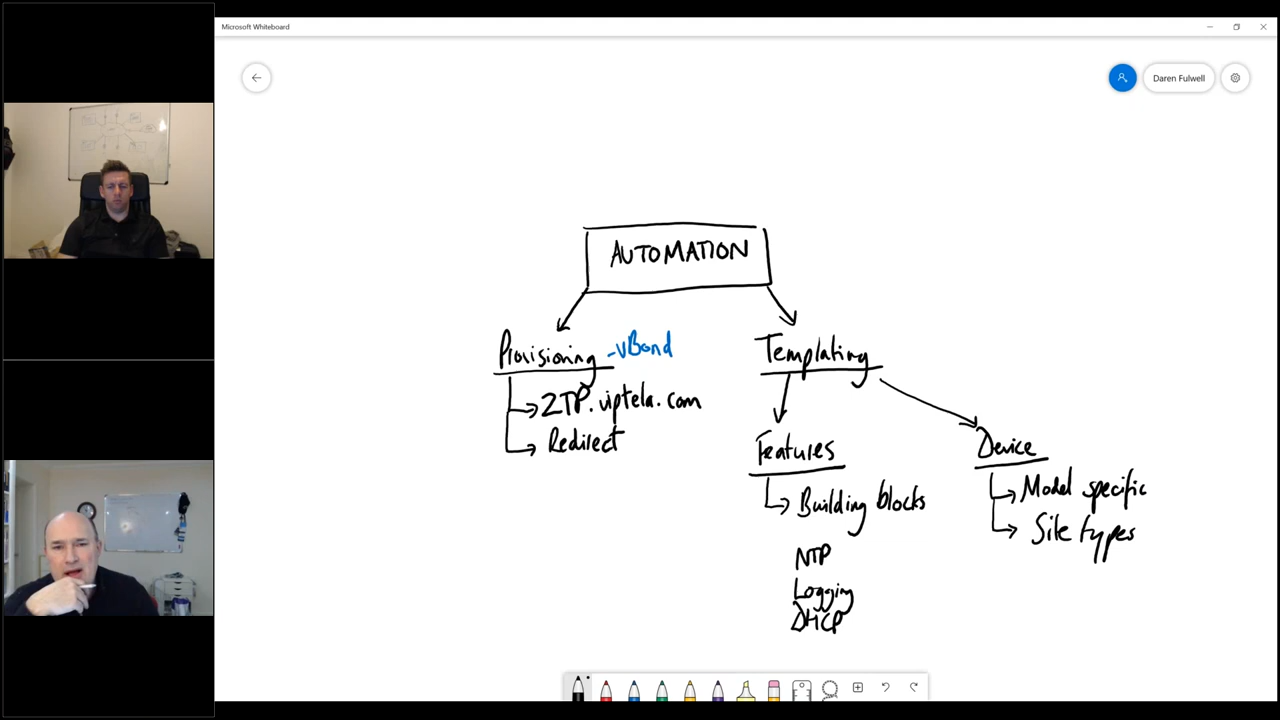 Microsoft Whiteboard
Daren Fulwell
AUTOMATION
Provisioning -vBond
ZTP.viptela.com
Redirect
Templating
Features
Building blocks
NTP
Logging
DHCP
Device
Model specific
Site types